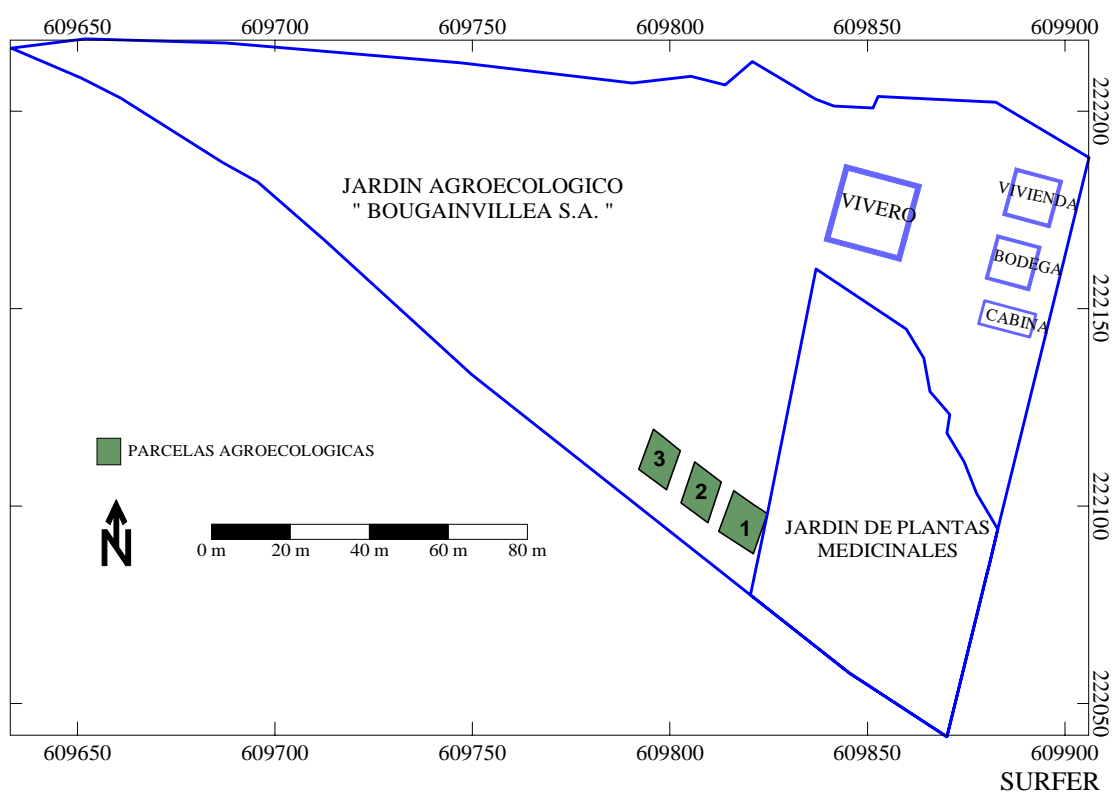 609650 609700 609750 609800 609850 609900
222200
VIVIENDA
JARDIN AGROECOLOGICO
" BOUGAINVILLEA S.A. "
VIVERO
BODEGA
222150
CABINA
PARCELAS AGROECOLOGICAS
3
2
1
222100
N
JARDIN DE PLANTAS
MEDICINALES
0 m 20 m 40 m 60 m 80 m
222050
609650 609700 609750 609800 609850 609900
SURFER